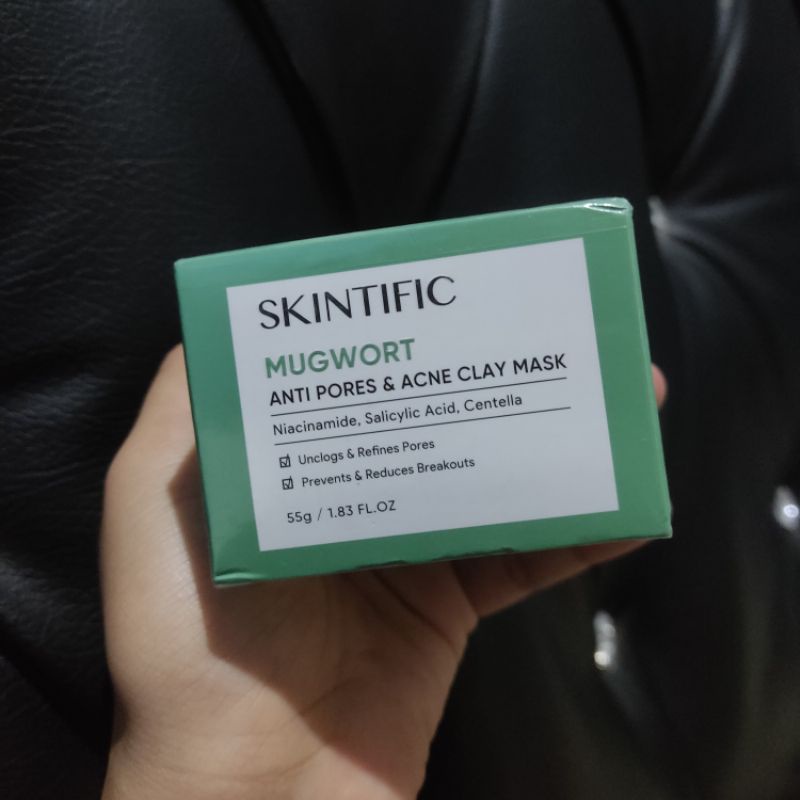 SKINTIFIC
MUGWORT
ANTI PORES & ACNE CLAY MASK
Niacinamide, Salicylic Acid, Centella
☑ Unclogs & Refines Pores
☑ Prevents & Reduces Breakouts
55g / 1.83 FL.OZ